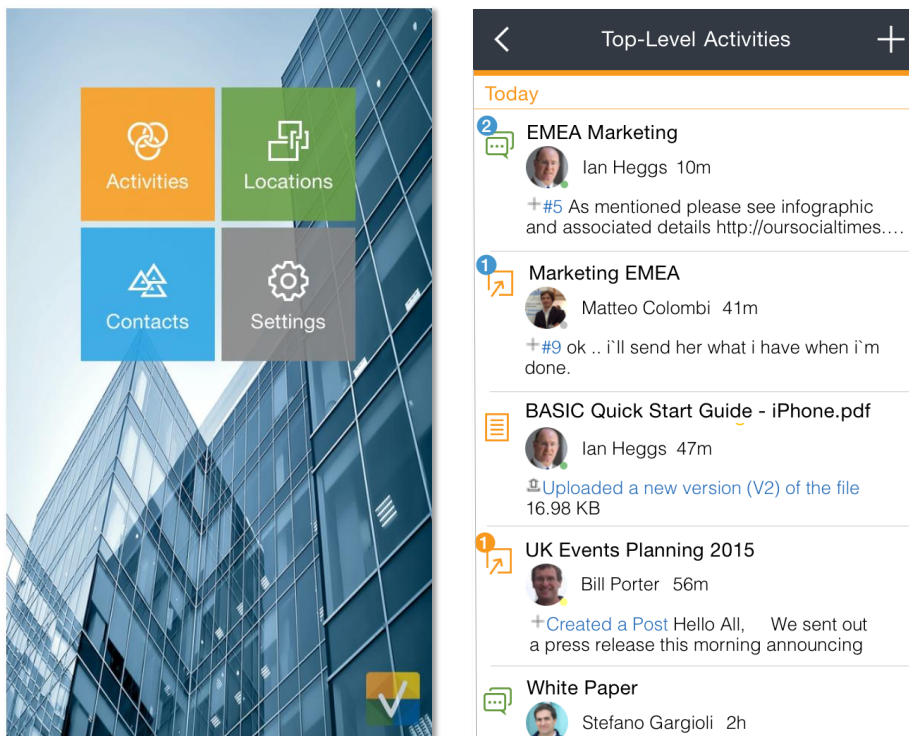 Activities
Locations
Contacts
Settings
Top-Level Activities
Today
2
EMEA Marketing
Ian Heggs 10m
+#5 As mentioned please see infographic
and associated details http://oursocialtimes....
1
Marketing EMEA
Matteo Colombi 41m
+#9 ok .. i`ll send her what i have when i`m
done.
BASIC Quick Start Guide - iPhone.pdf
Ian Heggs 47m
Uploaded a new version (V2) of the file
16.98 KB
1
UK Events Planning 2015
Bill Porter 56m
+Created a Post Hello All, We sent out
a press release this morning announcing
White Paper
Stefano Gargioli 2h